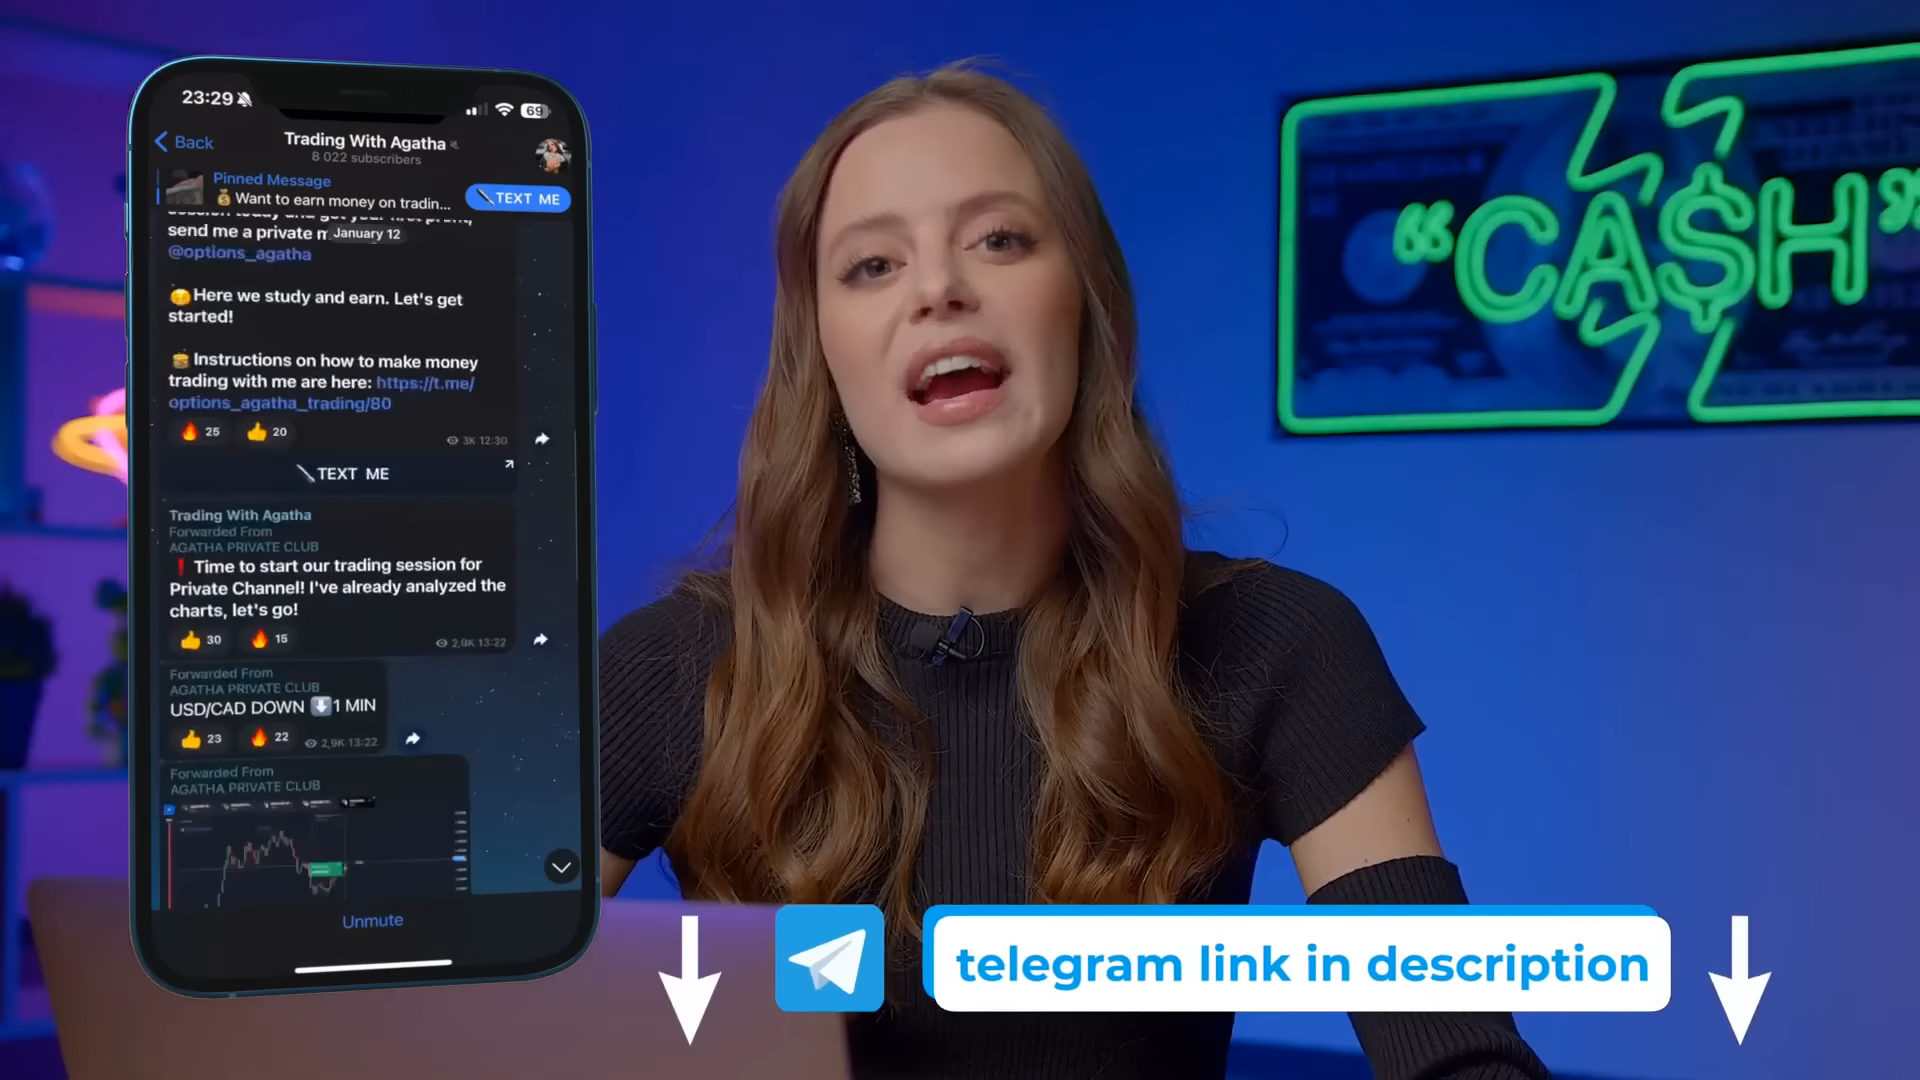 23:29
69
Back
Trading With Agatha
8 022 subscribers
Pinned Message
Want to earn money on tradin...
TEXT ME
send me a private
January 12
@options_agatha
Here we study and earn. Let's get
started!
Instructions on how to make money
trading with me are here: https://t.me/
options_agatha_trading/80
25
20
3K 12:30
TEXT ME
Trading With Agatha
Forwarded From
AGATHA PRIVATE CLUB
Time to start our trading session for
Private Channel! I've already analyzed the
charts, let's go!
30
15
2,9K 13:22
Forwarded From
AGATHA PRIVATE CLUB
USD/CAD DOWN ⬇1 MIN
23
22
2,9K 13:22
Forwarded From
AGATHA PRIVATE CLUB
Unmute
“CA$H”
telegram link in description